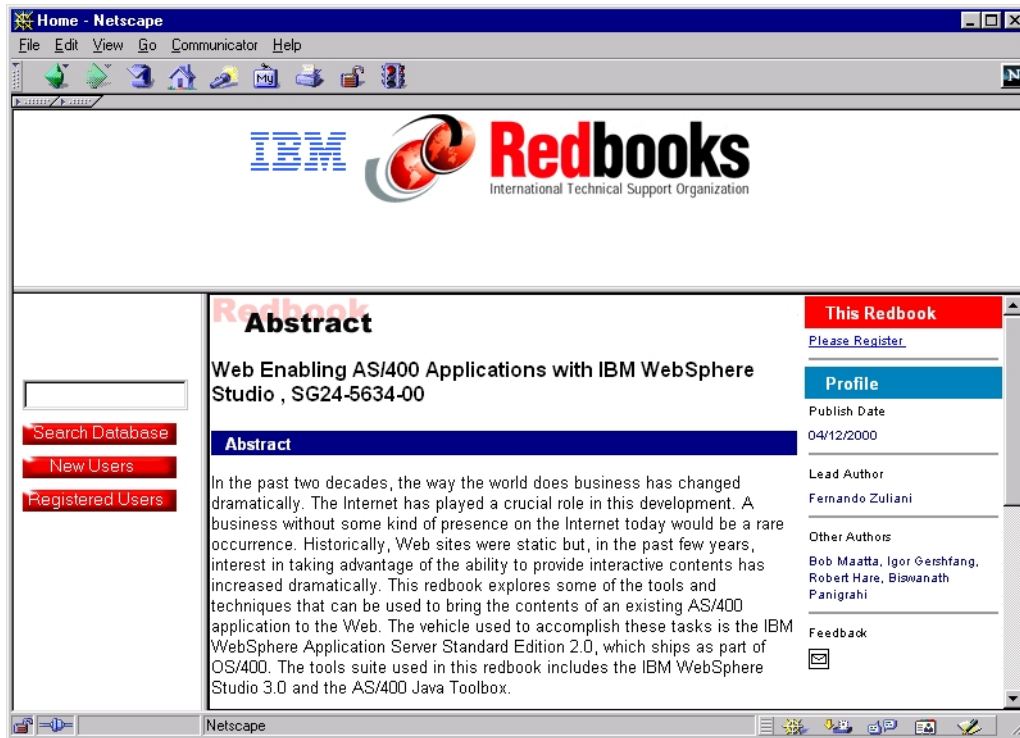 Home - Netscape
File Edit View Go Communicator Help
My
N
IBM
Redbooks
International Technical Support Organization
Search Database
New Users
Registered Users
Redbook
Abstract
Web Enabling AS/400 Applications with IBM WebSphere
Studio , SG24-5634-00
Abstract
In the past two decades, the way the world does business has changed
dramatically. The Internet has played a crucial role in this development. A
business without some kind of presence on the Internet today would be a rare
occurrence. Historically, Web sites were static but, in the past few years,
interest in taking advantage of the ability to provide interactive contents has
increased dramatically. This redbook explores some of the tools and
techniques that can be used to bring the contents of an existing AS/400
application to the Web. The vehicle used to accomplish these tasks is the IBM
WebSphere Application Server Standard Edition 2.0, which ships as part of
OS/400. The tools suite used in this redbook includes the IBM WebSphere
Studio 3.0 and the AS/400 Java Toolbox.
This Redbook
Please Register
Profile
Publish Date
04/12/2000
Lead Author
Fernando Zuliani
Other Authors
Bob Maatta, Igor Gershfang,
Robert Hare, Biswanath
Panigrahi
Feedback
Netscape